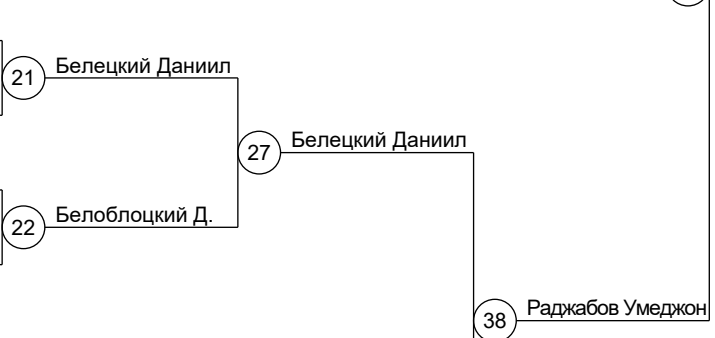 21
Белецкий Даниил
27
Белецкий Даниил
22
Белоблоцкий Д.
38
Раджабов Умеджон